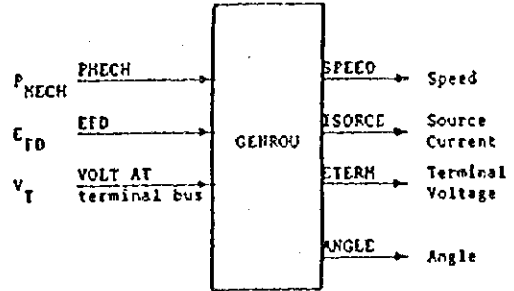 P_MECH PMECH SPEED Speed
E_FD EFD GENROU ISORCE Source
Current
V_T VOLT AT ETERM Terminal
terminal bus Voltage
ANGLE Angle